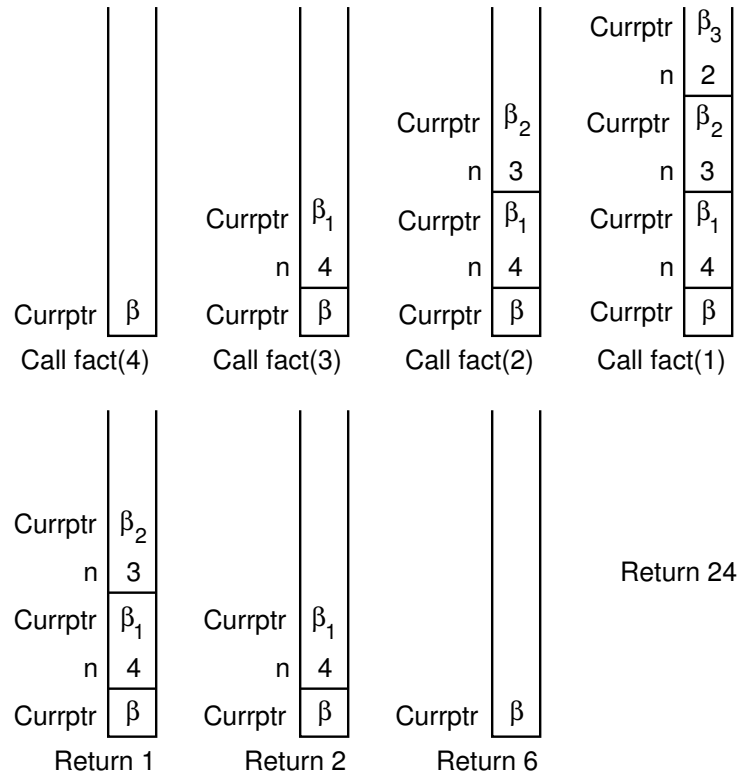 Currptr β3
n 2
Currptr β2 Currptr β2
n 3 n 3
Currptr β1 Currptr β1 Currptr β1
n 4 n 4 n 4
Currptr β Currptr β Currptr β Currptr β
Call fact(4) Call fact(3) Call fact(2) Call fact(1)
Currptr β2
n 3 Return 24
Currptr β1 Currptr β1
n 4 n 4
Currptr β Currptr β Currptr β
Return 1 Return 2 Return 6